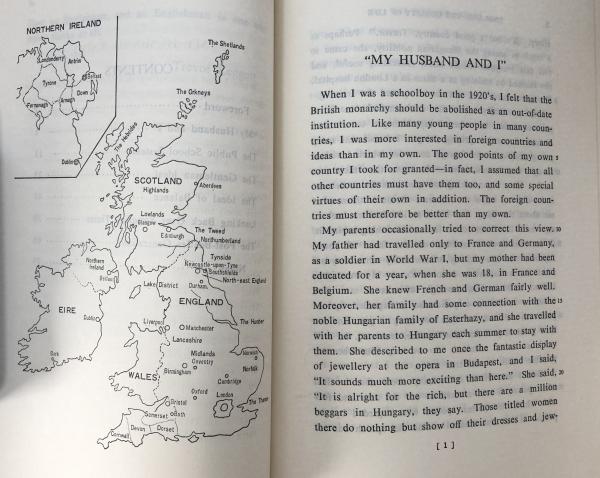 NORTHERN IRELAND
Londonderry
Antrim
Tyrone
Belfast
Down
Fermanagh
Armagh
Dublin
The Shetlands
The Orkneys
The Hebrides
SCOTLAND
Highlands
Aberdeen
Lowlands
Glasgow
Edinburgh
The Tweed
Northumberland
Tyneside
Newcastle-upon-Tyne
Southshields
North-east England
Durham
Northern
Ireland
Belfast
Lake District
ENGLAND
EIRE
Dublin
Liverpool
Manchester
Lancashire
Midlands
Coventry
Birmingham
Norwich
Norfolk
Cambridge
WALES
Oxford
London
Bristol
Bath
Somerset
Devon
Dorset
Cornwall
"MY HUSBAND AND I"
When I was a schoolboy in the 1920's, I felt that the
British monarchy should be abolished as an out-of-date
institution. Like many young people in many coun-
tries, I was more interested in foreign countries and
ideas than in my own. The good points of my own 5
country I took for granted—in fact, I assumed that all
other countries must have them too, and some special
virtues of their own in addition. The foreign coun-
tries must therefore be better than my own.
My parents occasionally tried to correct this view. 10
My father had travelled only to France and Germany,
as a soldier in World War I, but my mother had been
educated for a year, when she was 18, in France and
Belgium. She knew French and German fairly well.
Moreover, her family had some connection with the 15
noble Hungarian family of Esterhazy, and she travelled
with her parents to Hungary each summer to stay with
them. She described to me once the fantastic display
of jewellery at the opera in Budapest, and I said,
"It sounds much more exciting than here." She said, 20
"It is alright for the rich, but there are a million
beggars in Hungary, they say. Those titled women
there do nothing but show off their dresses and jew-
[ 1 ]